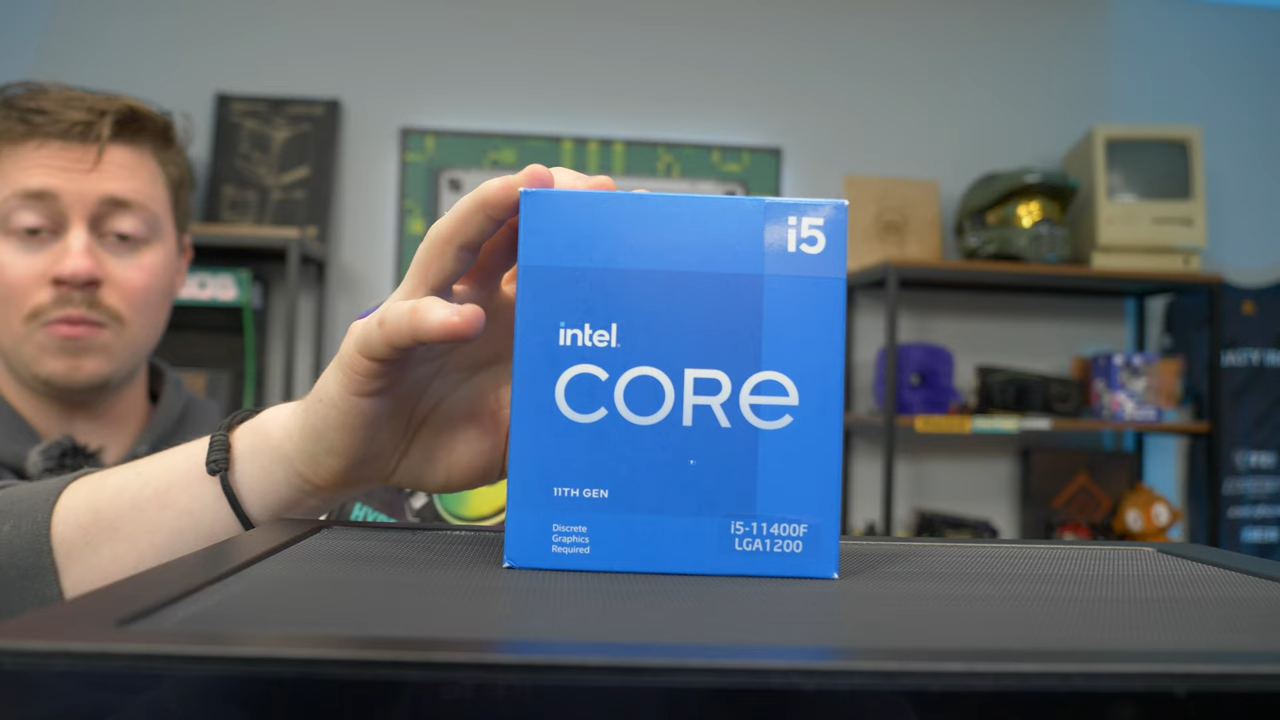 i5
intel.
CORE
11TH GEN
Discrete
Graphics
Required
i5-11400F
LGA1200